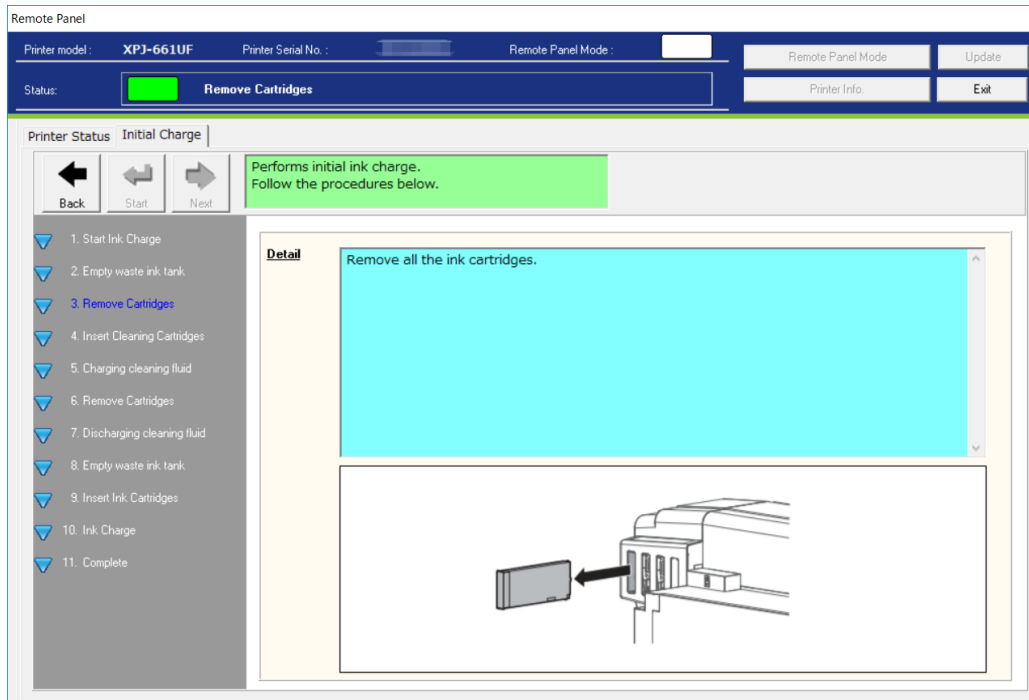 Remote Panel
Printer model : XPJ-661UF Printer Serial No. : Remote Panel Mode :
Remote Panel Mode Update
Status: Remove Cartridges
Printer Info. Exit
Printer Status Initial Charge
Back Start Next
Performs initial ink charge.
Follow the procedures below.
1. Start Ink Charge
2. Empty waste ink tank
3. Remove Cartridges
4. Insert Cleaning Cartridges
5. Charging cleaning fluid
6. Remove Cartridges
7. Discharging cleaning fluid
8. Empty waste ink tank
9. Insert Ink Cartridges
10. Ink Charge
11. Complete
Detail
Remove all the ink cartridges.